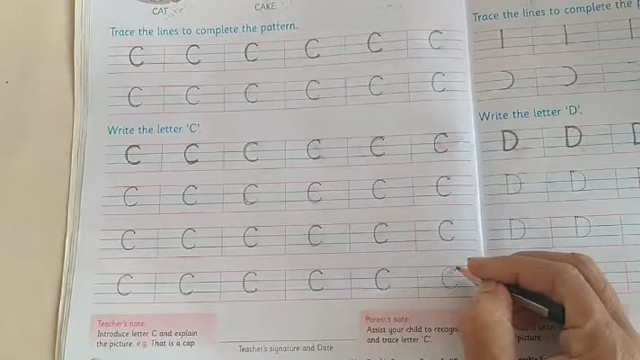 CAT
CAKE
Trace the lines to complete the pattern.
C C C C C C
C C C C C C
Write the letter 'C'.
C C C C C C
C C C C C C
C C C C C C
C C C C C C
Teacher's note:
Introduce letter C and explain
the picture. e.g. That is a cap.
Teacher's signature and Date
Parent's note:
Assist your child to
and trace letter 'C'.
Trace the lines to complete the
Write the letter 'D'.
D D
D D
D D